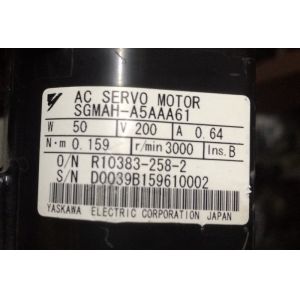 AC SERVO MOTOR
SGMAH-A5AAA61
W 50 V 200 A 0.64
N·m 0.159 r/min 3000 Ins. B
O/N R10383-258-2
S/N D0039B159610002
YASKAWA ELECTRIC CORPORATION JAPAN